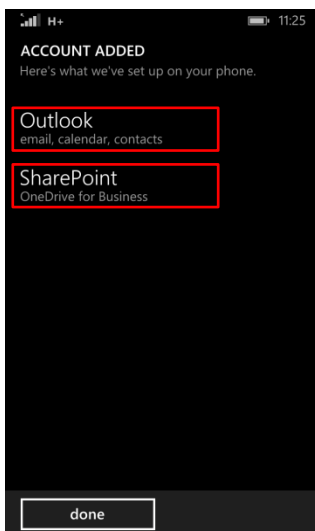 H+ 11:25
ACCOUNT ADDED
Here's what we've set up on your phone.
Outlook
email, calendar, contacts
SharePoint
OneDrive for Business
done